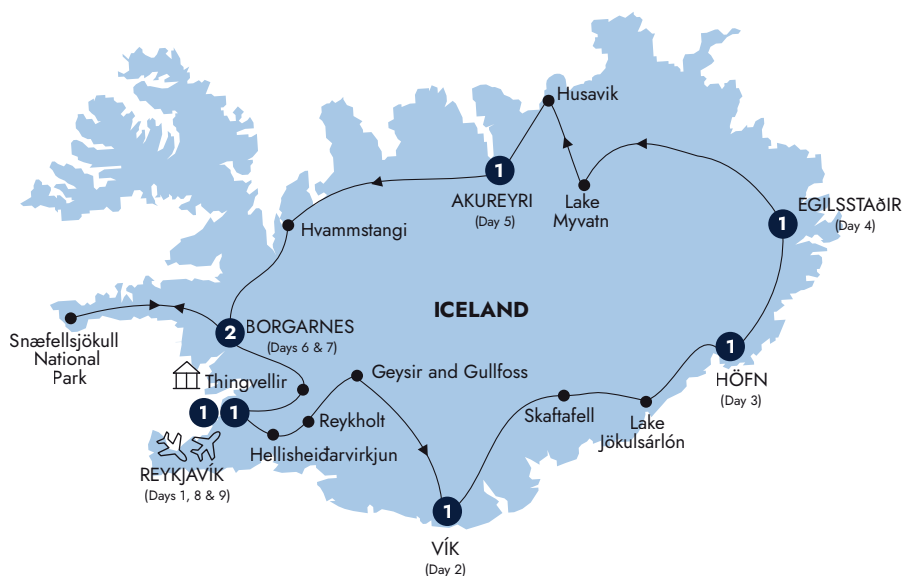 Husavik
1
AKUREYRI
(Day 5)
Lake
Myvatn
EGILSSTAðIR
1
(Day 4)
Hvammstangi
ICELAND
Snæfellsjökull
National
Park
2
BORGARNES
(Days 6 & 7)
Thingvellir
Geysir and Gullfoss
1
HÖFN
(Day 3)
1
1
Reykholt
Skaftafell
Lake
Jökulsárlón
Hellisheiðarvirkjun
REYKJAVÍK
(Days 1, 8 & 9)
1
VÍK
(Day 2)